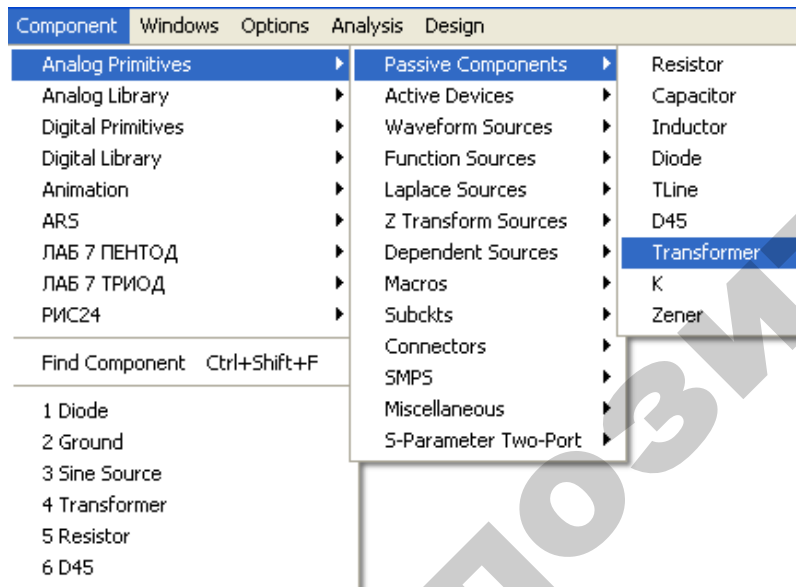 Component Windows Options Analysis Design
Analog Primitives
Analog Library
Digital Primitives
Digital Library
Animation
ARS
ЛАБ 7 ПЕНТОД
ЛАБ 7 ТРИОД
РИС24
Find Component Ctrl+Shift+F
1 Diode
2 Ground
3 Sine Source
4 Transformer
5 Resistor
6 D45
Passive Components
Active Devices
Waveform Sources
Function Sources
Laplace Sources
Z Transform Sources
Dependent Sources
Macros
Subckts
Connectors
SMPS
Miscellaneous
S-Parameter Two-Port
Resistor
Capacitor
Inductor
Diode
TLine
D45
Transformer
K
Zener